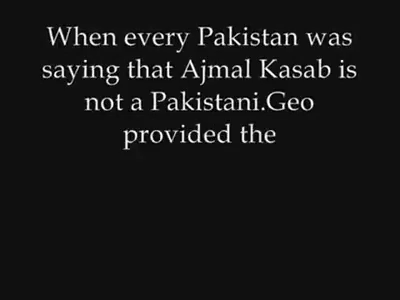 When every Pakistan was
saying that Ajmal Kasab is
not a Pakistani.Geo
provided the